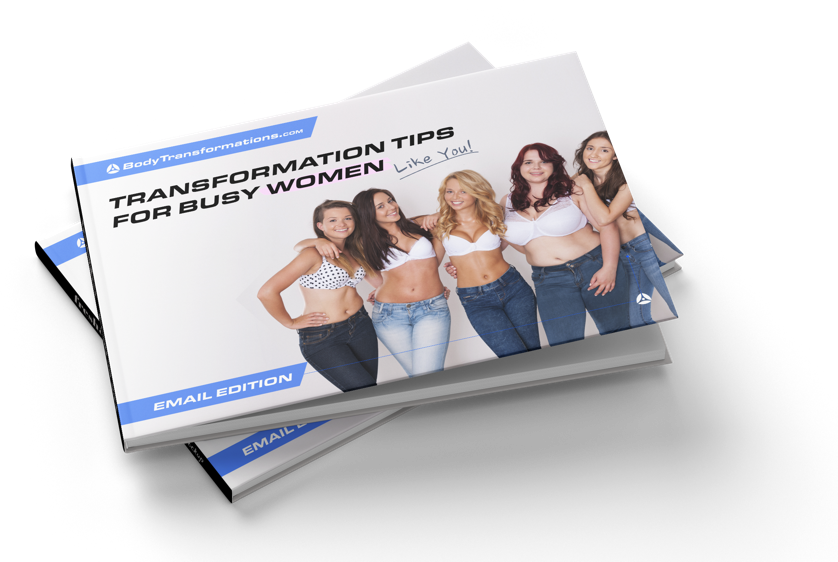 BodyTransformations.com
TRANSFORMATION TIPS
FOR BUSY WOMEN Like You!
EMAIL EDITION
EMAIL